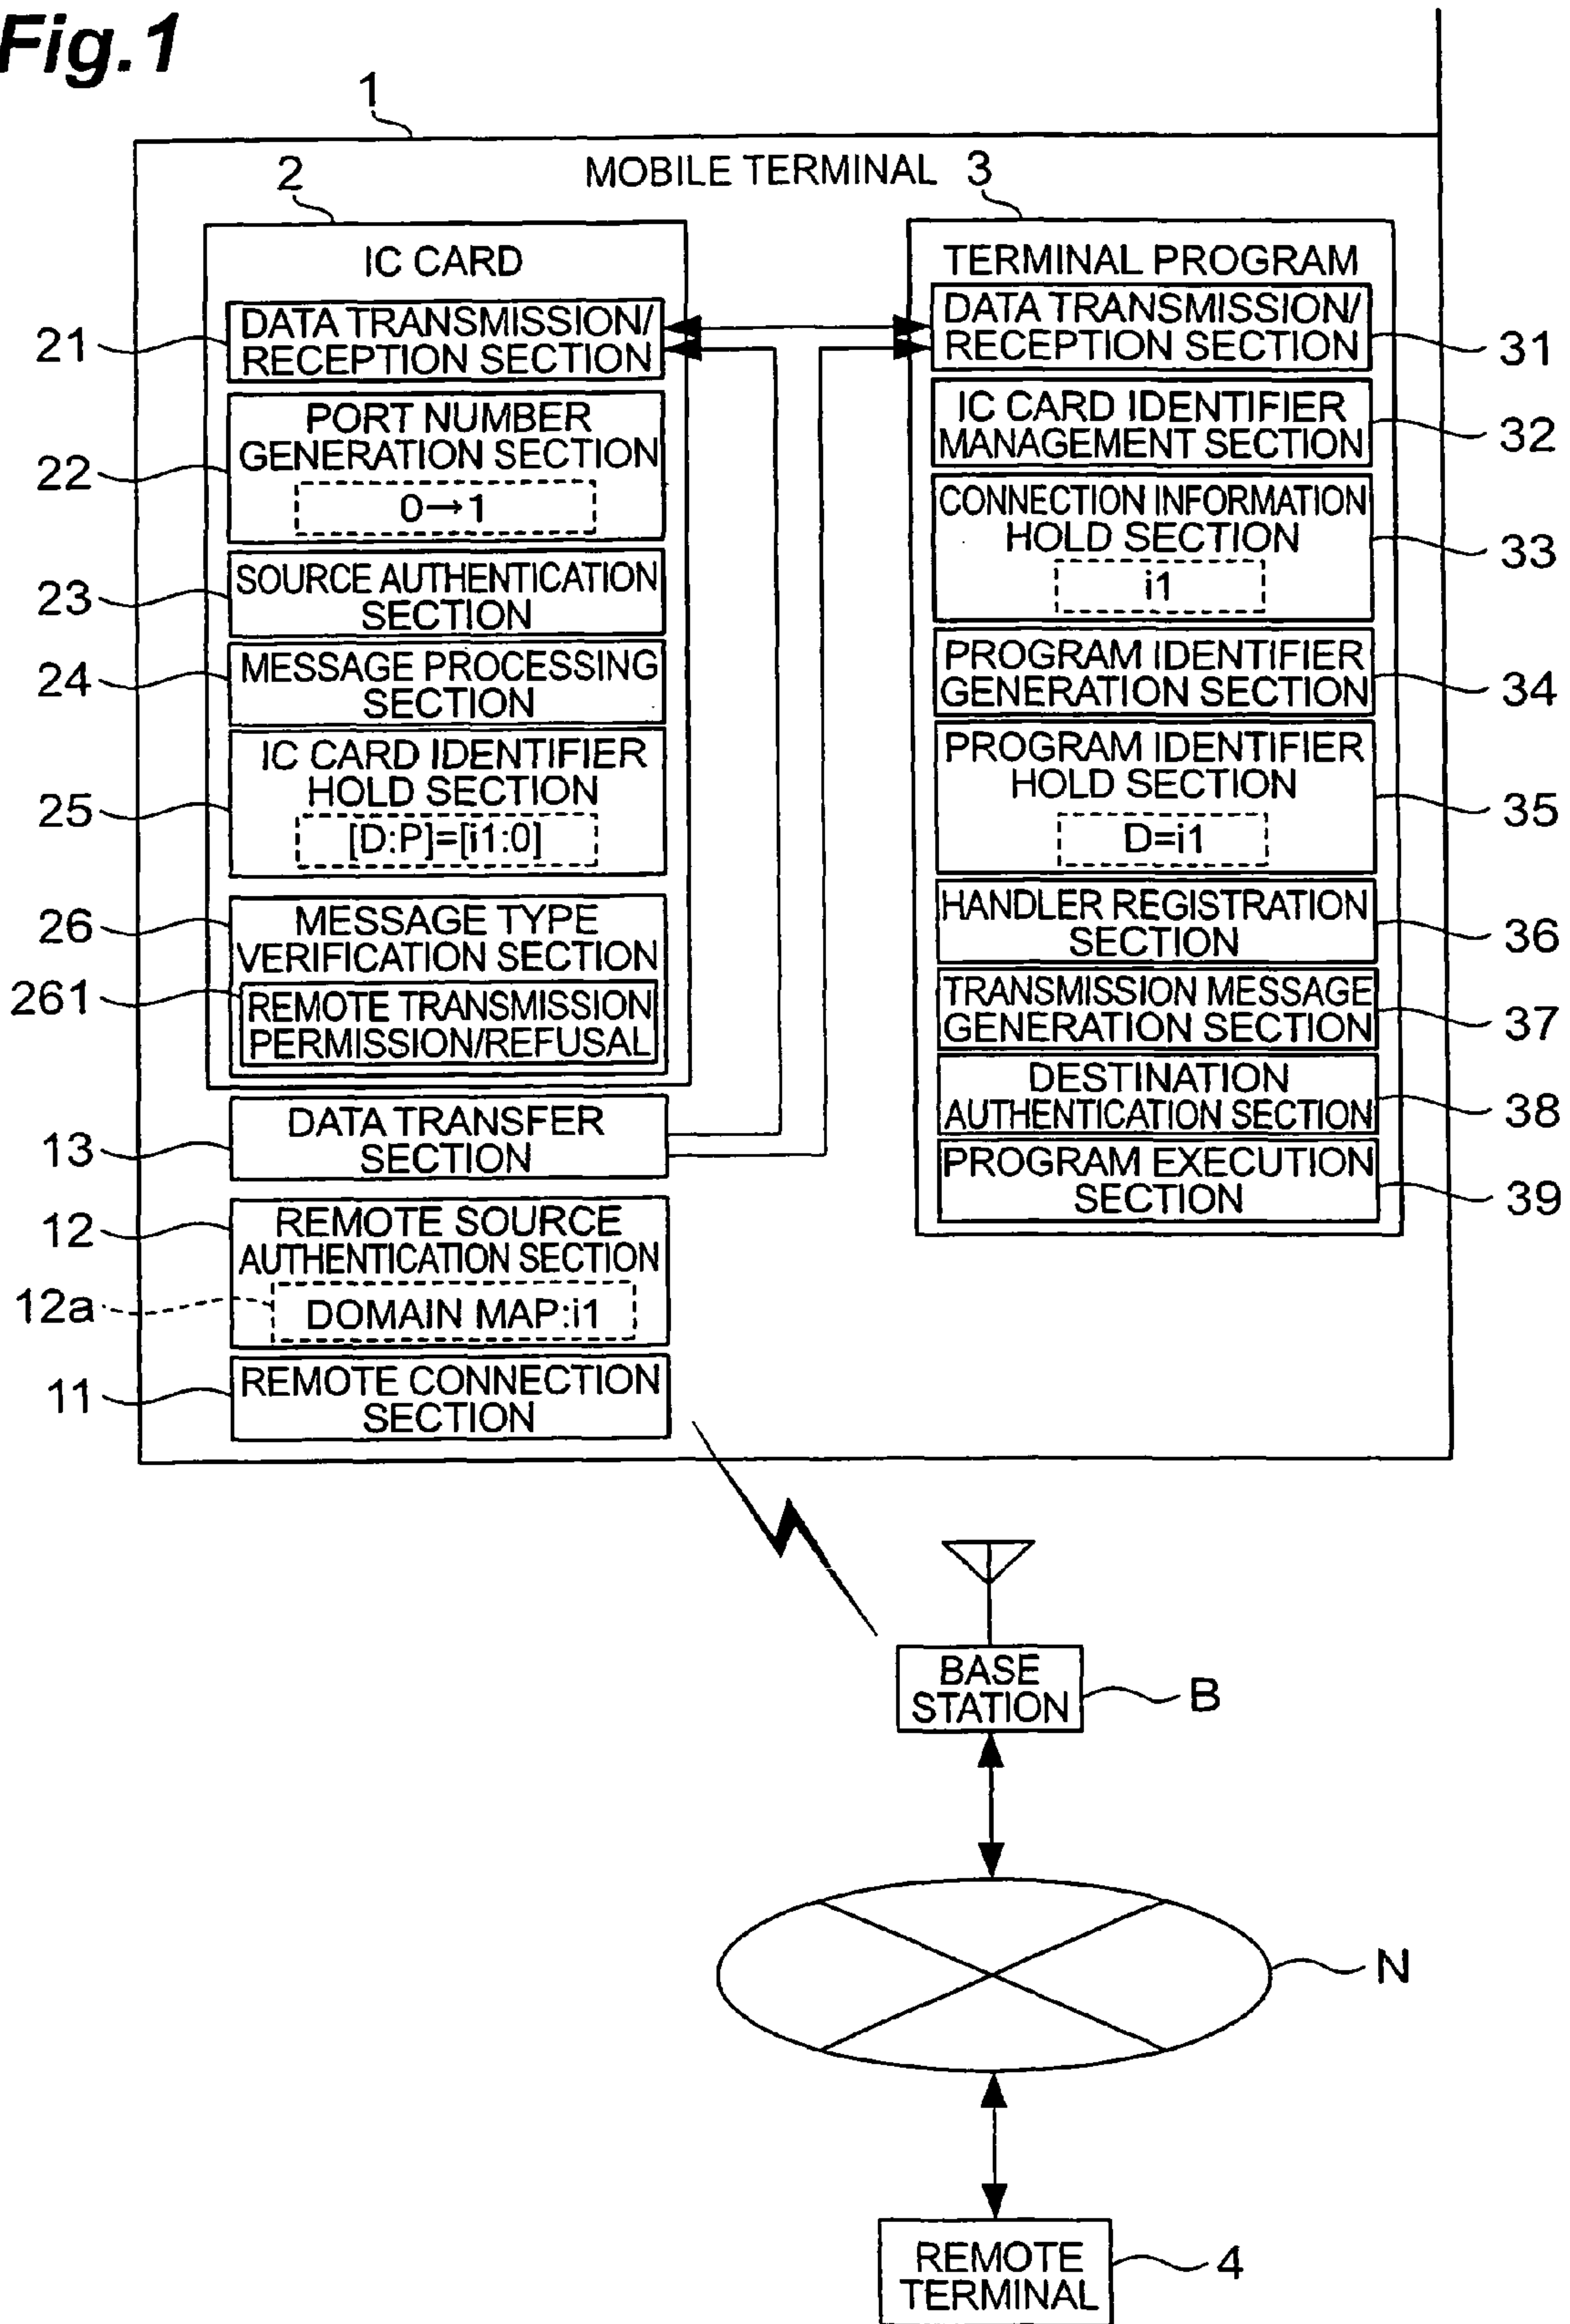 Fig.1
1
MOBILE TERMINAL
2
IC CARD
21
DATA TRANSMISSION/
RECEPTION SECTION
22
PORT NUMBER
GENERATION SECTION
0→1
23
SOURCE AUTHENTICATION
SECTION
24
MESSAGE PROCESSING
SECTION
25
IC CARD IDENTIFIER
HOLD SECTION
[D:P]=[i1:0]
26
MESSAGE TYPE
VERIFICATION SECTION
261
REMOTE TRANSMISSION
PERMISSION/REFUSAL
13
DATA TRANSFER
SECTION
12
REMOTE SOURCE
AUTHENTICATION SECTION
12a
DOMAIN MAP:i1
11
REMOTE CONNECTION
SECTION
3
TERMINAL PROGRAM
DATA TRANSMISSION/
RECEPTION SECTION
31
IC CARD IDENTIFIER
MANAGEMENT SECTION
32
CONNECTION INFORMATION
HOLD SECTION
i1
33
PROGRAM IDENTIFIER
GENERATION SECTION
34
PROGRAM IDENTIFIER
HOLD SECTION
D=i1
35
HANDLER REGISTRATION
SECTION
36
TRANSMISSION MESSAGE
GENERATION SECTION
37
DESTINATION
AUTHENTICATION SECTION
38
PROGRAM EXECUTION
SECTION
39
BASE
STATION
B
N
REMOTE
TERMINAL
4